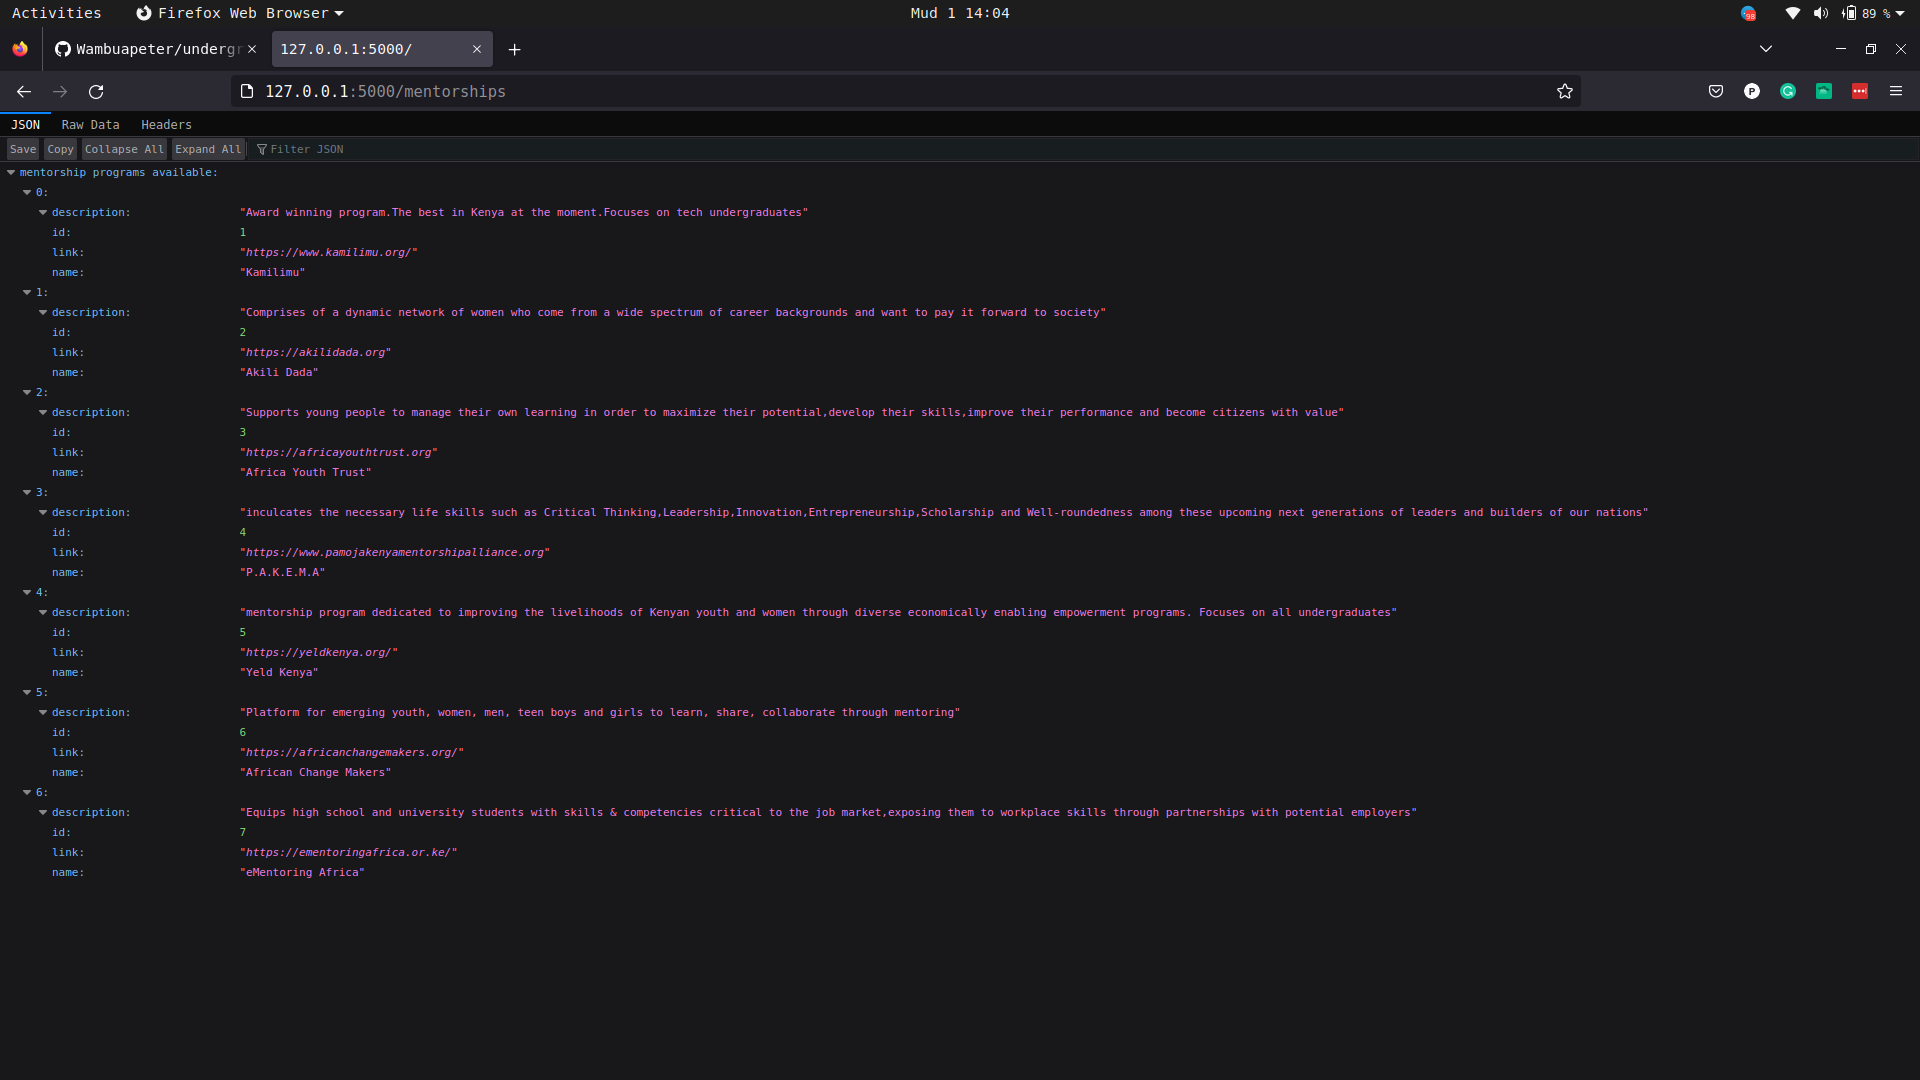 Activities Firefox Web Browser Mud 1 14:04 98 89 %
Wambuapeter/undergr 127.0.0.1:5000/
127.0.0.1:5000/mentorships
JSON Raw Data Headers
Save Copy Collapse All Expand All Filter JSON
mentorship programs available:
0:
description: "Award winning program.The best in Kenya at the moment.Focuses on tech undergraduates"
id: 1
link: "https://www.kamilimu.org/"
name: "Kamilimu"
1:
description: "Comprises of a dynamic network of women who come from a wide spectrum of career backgrounds and want to pay it forward to society"
id: 2
link: "https://akilidada.org"
name: "Akili Dada"
2:
description: "Supports young people to manage their own learning in order to maximize their potential,develop their skills,improve their performance and become citizens with value"
id: 3
link: "https://africayouthtrust.org"
name: "Africa Youth Trust"
3:
description: "inculcates the necessary life skills such as Critical Thinking,Leadership,Innovation,Entrepreneurship,Scholarship and Well-roundedness among these upcoming next generations of leaders and builders of our nations"
id: 4
link: "https://www.pamojakenyamentorshipalliance.org"
name: "P.A.K.E.M.A"
4:
description: "mentorship program dedicated to improving the livelihoods of Kenyan youth and women through diverse economically enabling empowerment programs. Focuses on all undergraduates"
id: 5
link: "https://yeldkenya.org/"
name: "Yeld Kenya"
5:
description: "Platform for emerging youth, women, men, teen boys and girls to learn, share, collaborate through mentoring"
id: 6
link: "https://africanchangemakers.org/"
name: "African Change Makers"
6:
description: "Equips high school and university students with skills & competencies critical to the job market,exposing them to workplace skills through partnerships with potential employers"
id: 7
link: "https://ementoringafrica.or.ke/"
name: "eMentoring Africa"